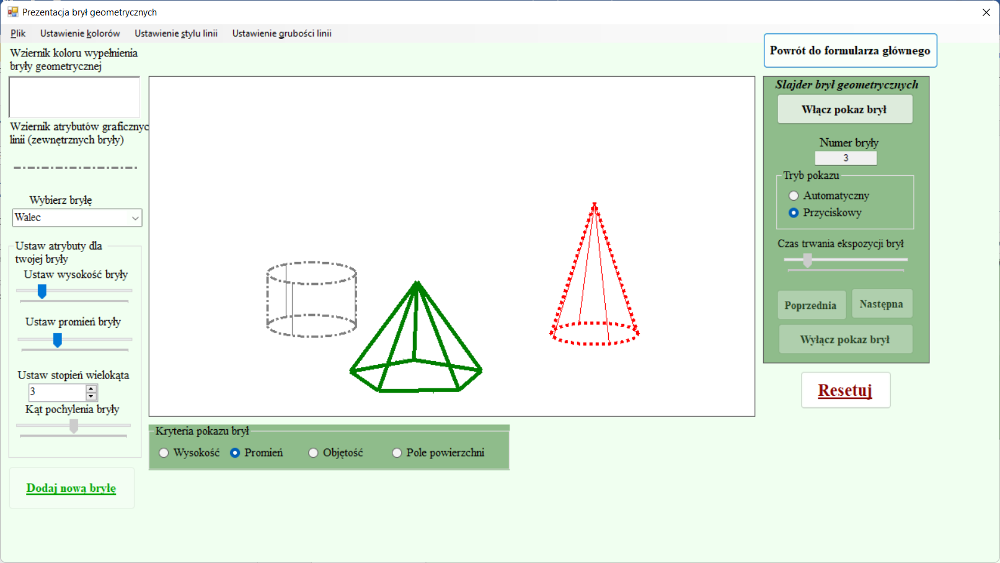 Prezentacja brył geometrycznych
Plik
Ustawienie kolorów
Ustawienie stylu linii
Ustawienie grubości linii
Wziernik koloru wypełnienia
bryły geometrycznej
Wziernik atrybutów graficznyc
linii (zewnętrznych bryły)
Wybierz bryłę
Walec
Ustaw atrybuty dla
twojej bryły
Ustaw wysokość bryły
Ustaw promień bryły
Ustaw stopień wielokąta
3
Kąt pochylenia bryły
Dodaj nową bryłę
Kryteria pokazu brył
Wysokość
Promień
Objętość
Pole powierzchni
Powrót do formularza głównego
Slajder brył geometrycznych
Włącz pokaz brył
Numer bryły
3
Tryb pokazu
Automatyczny
Przyciskowy
Czas trwania ekspozycji brył
Poprzednia
Następna
Wyłącz pokaz brył
Resetuj